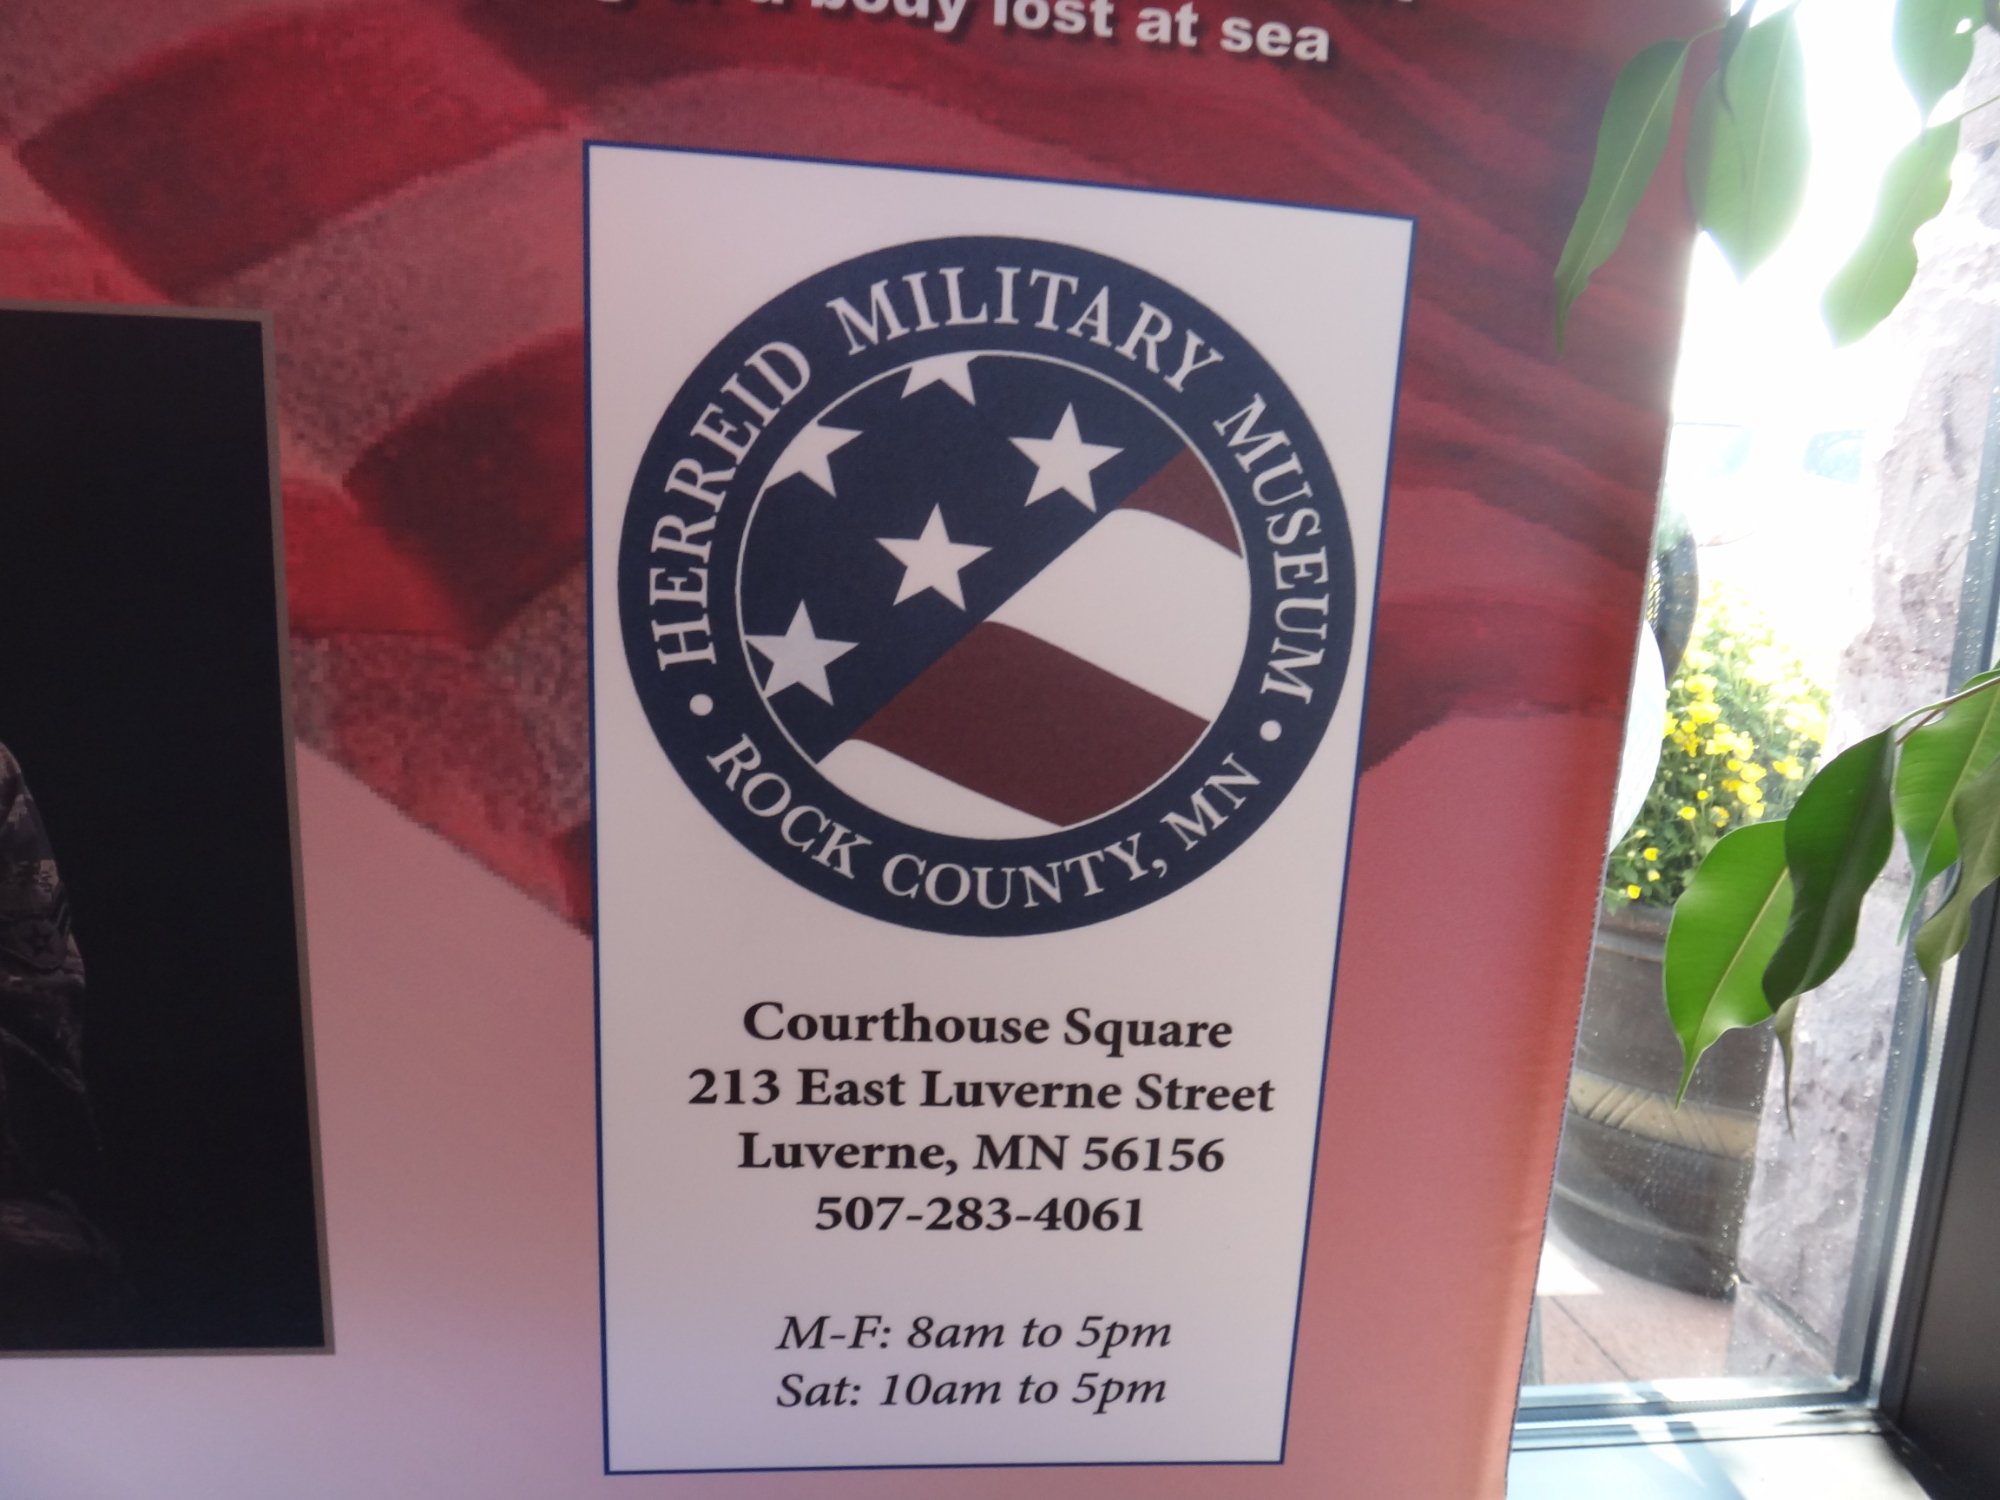 a body lost at sea
HERREID MILITARY MUSEUM
• ROCK COUNTY, MN •
Courthouse Square
213 East Luverne Street
Luverne, MN 56156
507-283-4061
M-F: 8am to 5pm
Sat: 10am to 5pm